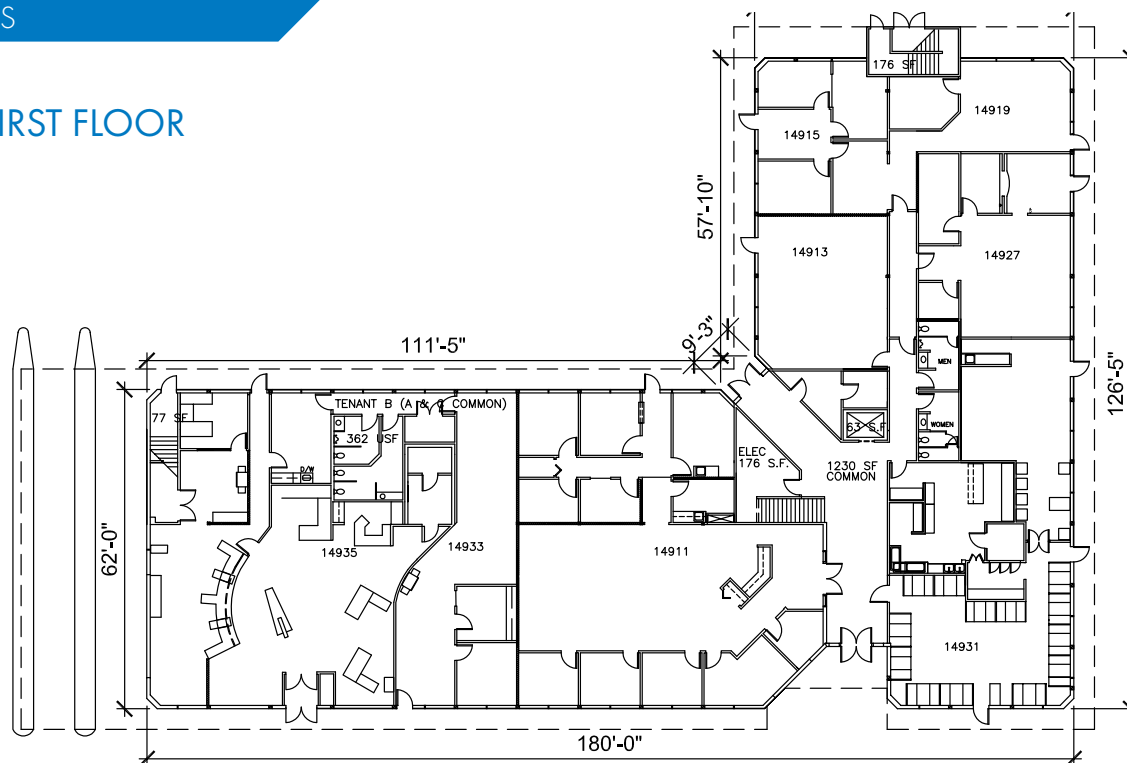 S
IRST FLOOR
176 SF
14919
14915
57'-10"
14913
14927
9'-3"
111'-5"
MEN
126'-5"
77 SF
TENANT B (A & C COMMON)
362 USF
63 S.F.
WOMEN
ELEC
176 S.F.
1230 SF
COMMON
D/W
62'-0"
14935
14933
14911
14931
180'-0"